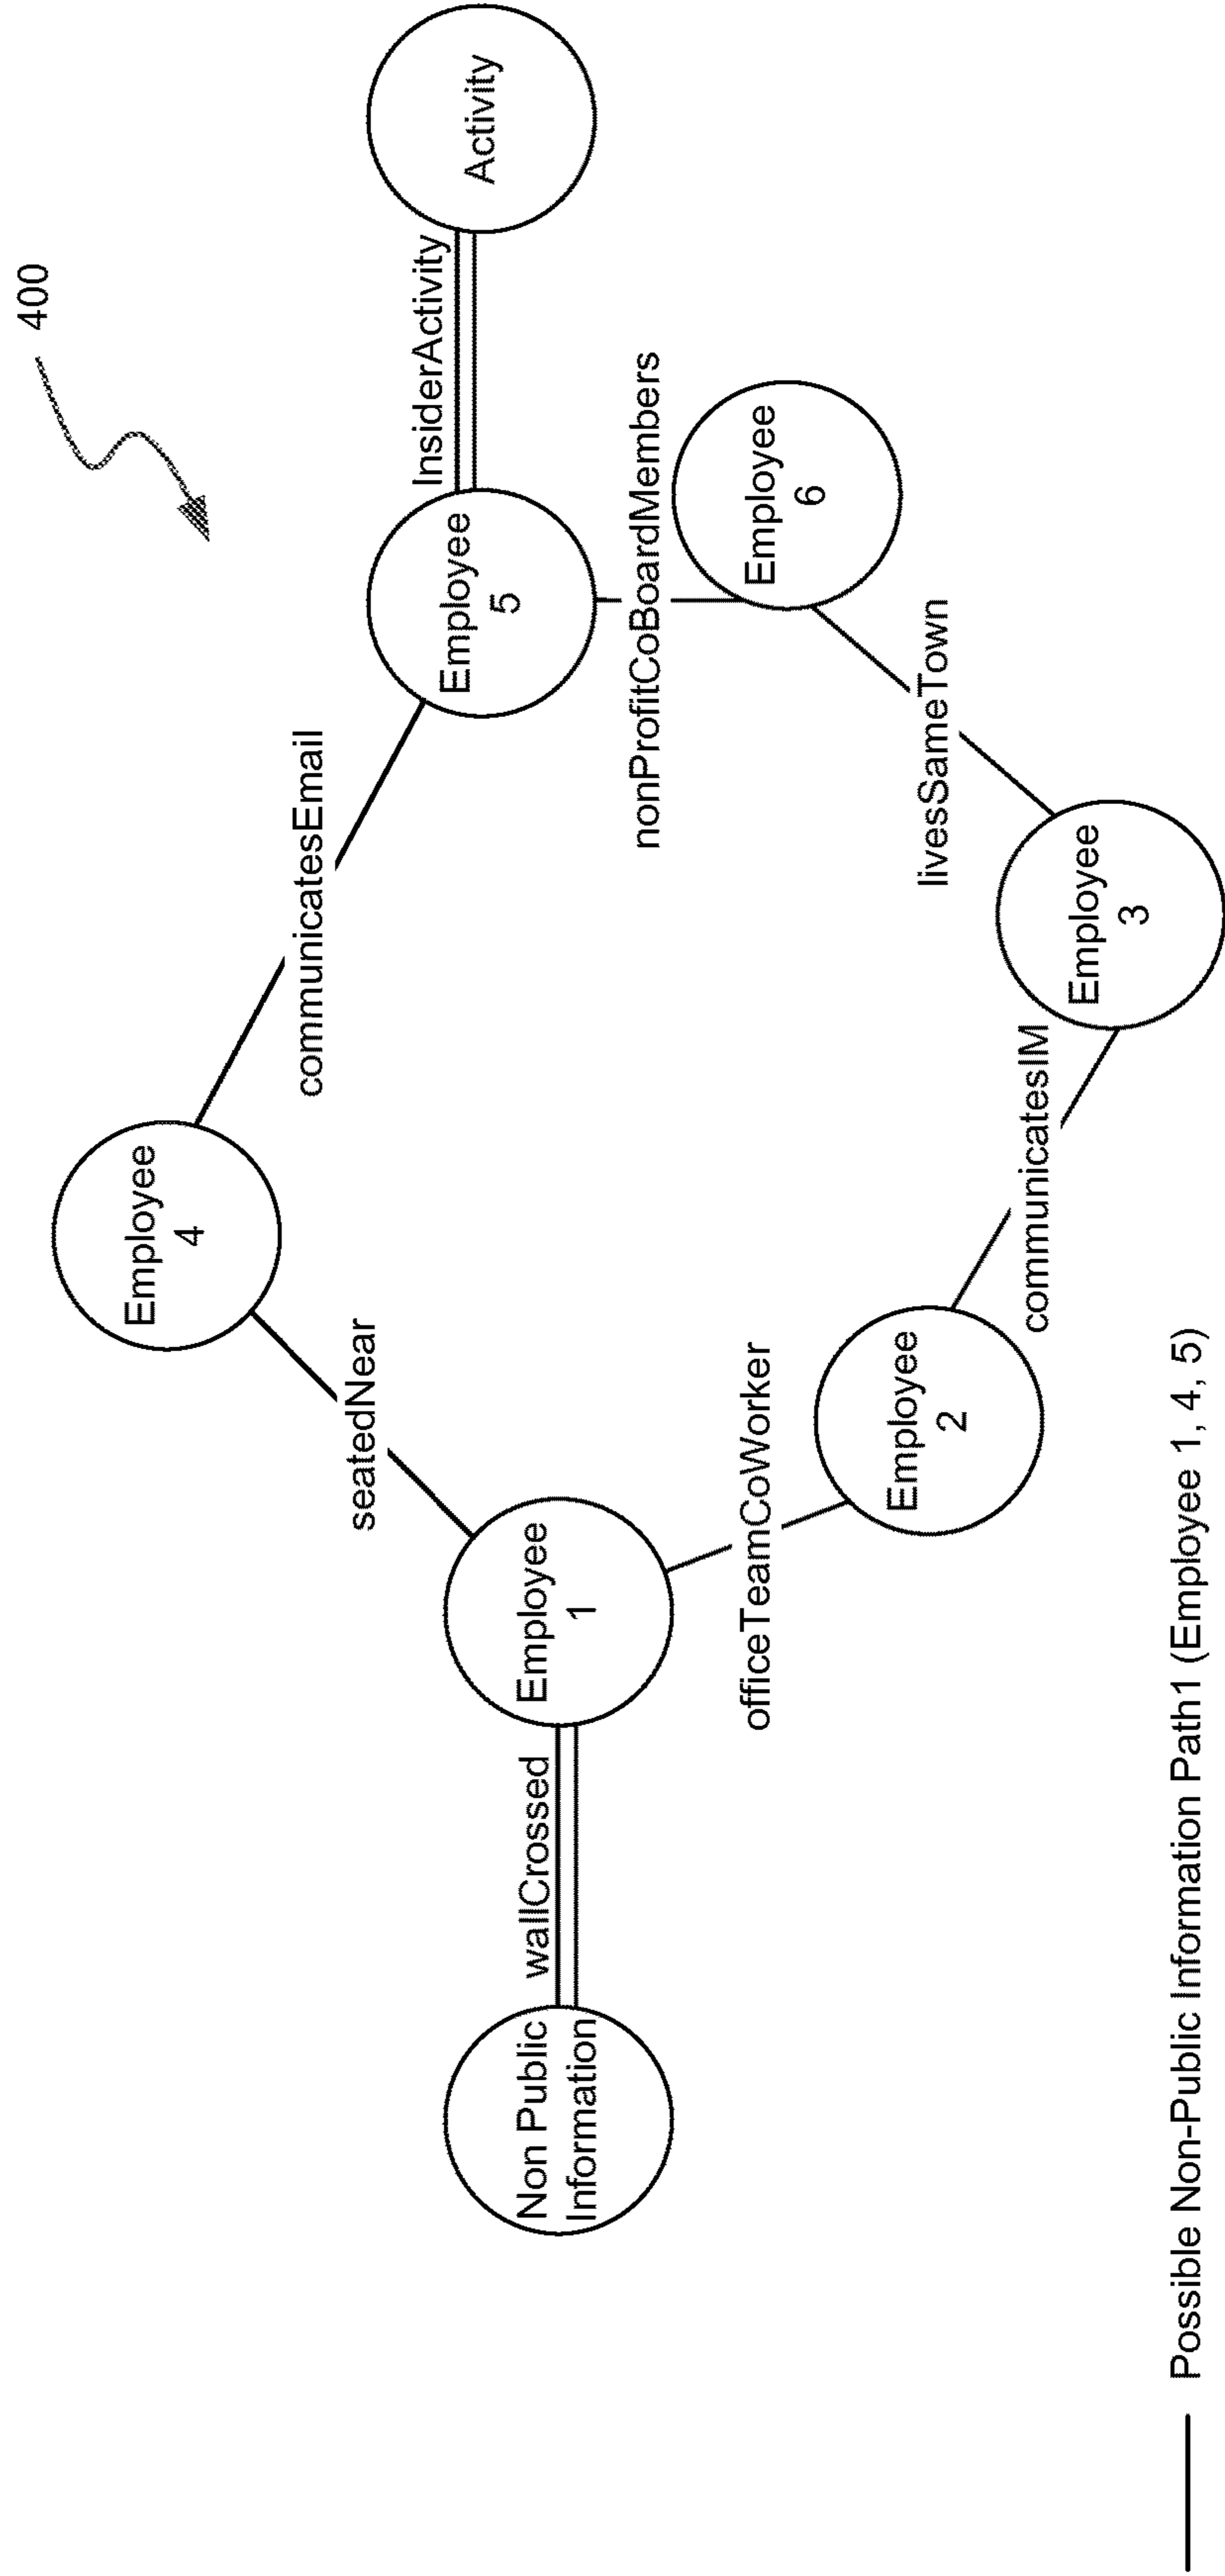 400
Employee
4
seatedNear
communicatesEmail
Non Public
Information
wallCrossed
Employee
1
Employee
5
InsiderActivity
Activity
officeTeamCoWorker
nonProfitCoBoardMembers
Employee
2
Employee
6
communicatesIM
livesSameTown
Employee
3
Possible Non-Public Information Path1 (Employee 1, 4, 5)